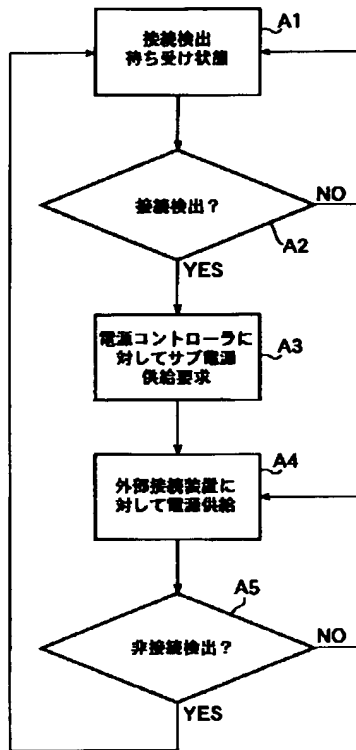 A1
接続検出
待ち受け状態
接続検出？
NO
A2
YES
電源コントローラに
対してサブ電源
供給要求
A3
A4
外部接続装置に
対して電源供給
A5
非接続検出？
NO
YES